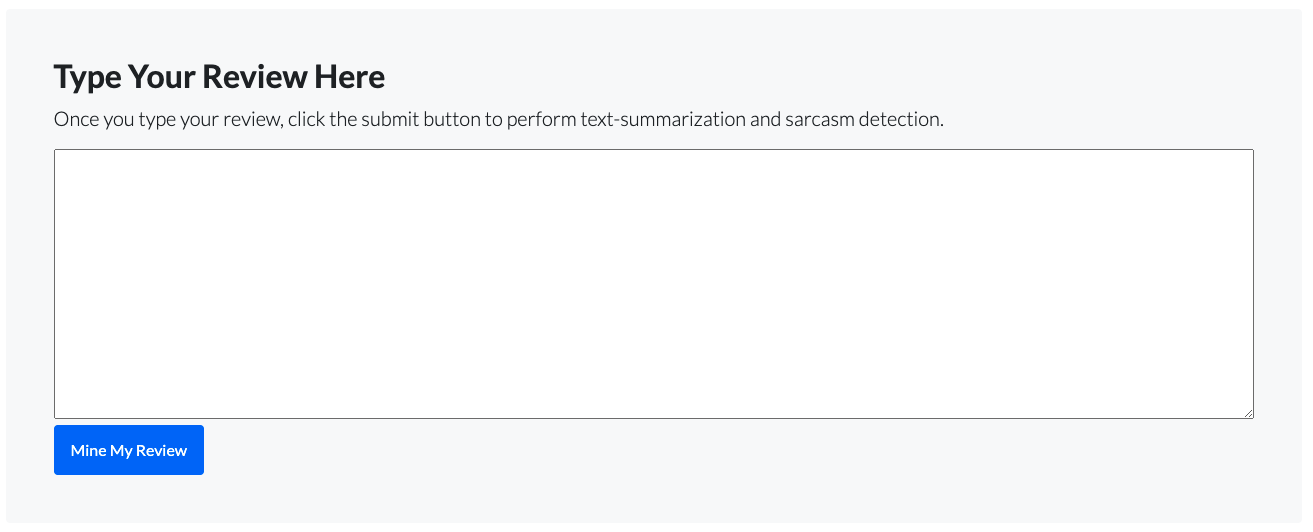 Type Your Review Here
Once you type your review, click the submit button to perform text-summarization and sarcasm detection.
Mine My Review